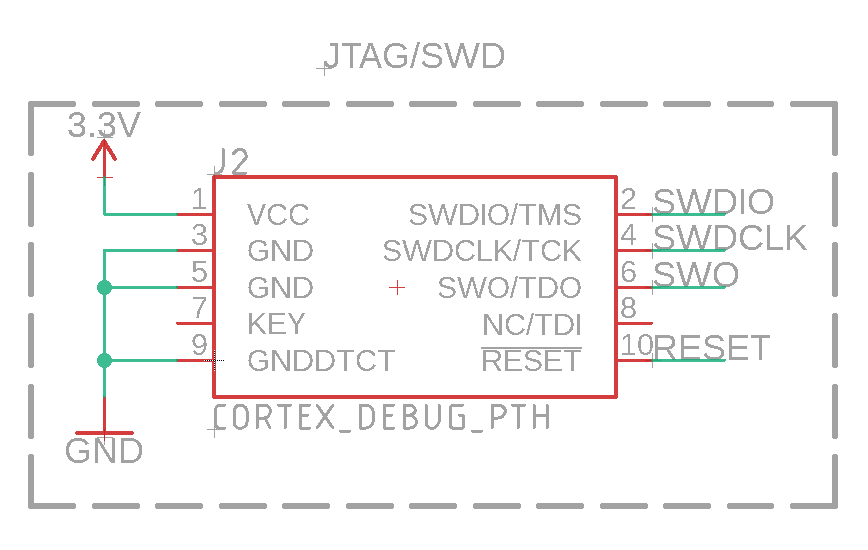 JTAG/SWD
3.3V
J2
1 VCC SWDIO/TMS 2 SWDIO
3 GND SWDCLK/TCK 4 SWDCLK
5 GND SWO/TDO 6 SWO
7 KEY NC/TDI 8
9 GNDDTCT RESET 10 RESET
CORTEX_DEBUG_PTH
GND